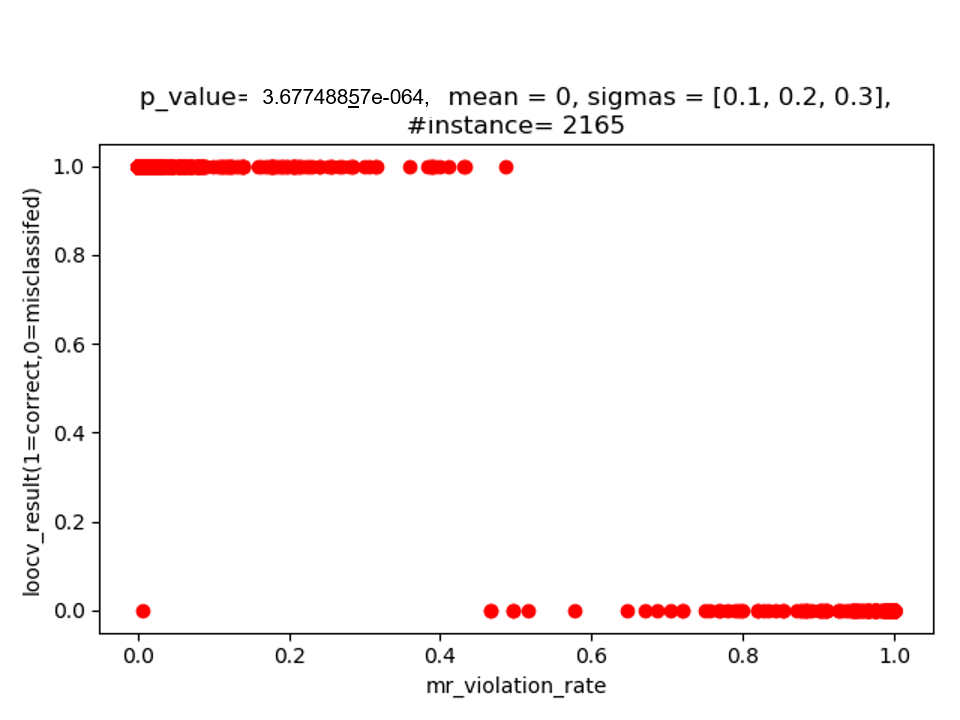 p_value= 3.67748857e-064, mean = 0, sigmas = [0.1, 0.2, 0.3],
#instance= 2165
1.0
0.8
0.6
0.4
0.2
0.0
loocv_result(1=correct,0=misclassifed)
0.0 0.2 0.4 0.6 0.8 1.0
mr_violation_rate